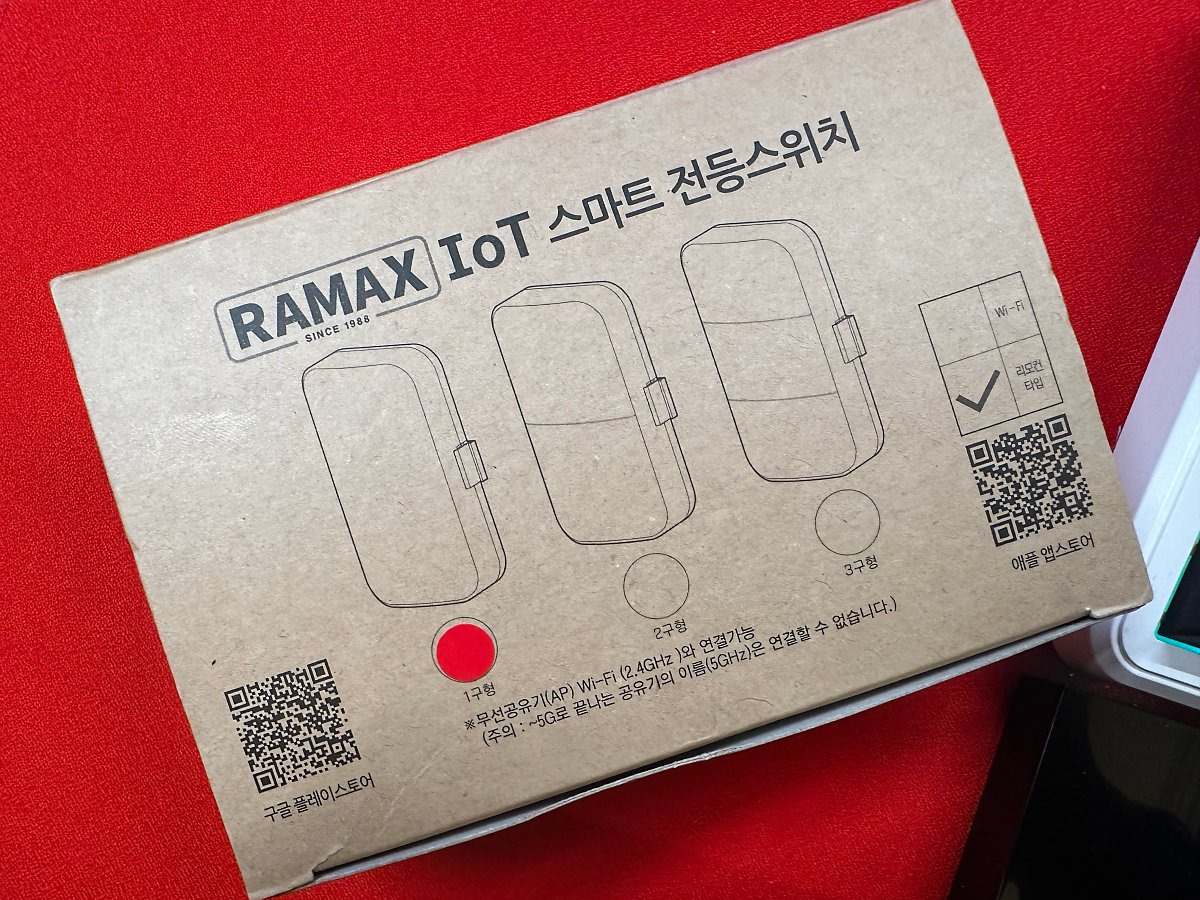 RAMAX IoT 스마트 전등스위치
SINCE 1988
Wi-Fi
리모컨
타입
애플 앱스토어
3구형
2구형
1구형
※무선공유기(AP) Wi-Fi (2.4GHz )와 연결가능
(주의 : ~5G로 끝나는 공유기의 이름(5GHz)은 연결할 수 없습니다.)
구글 플레이스토어